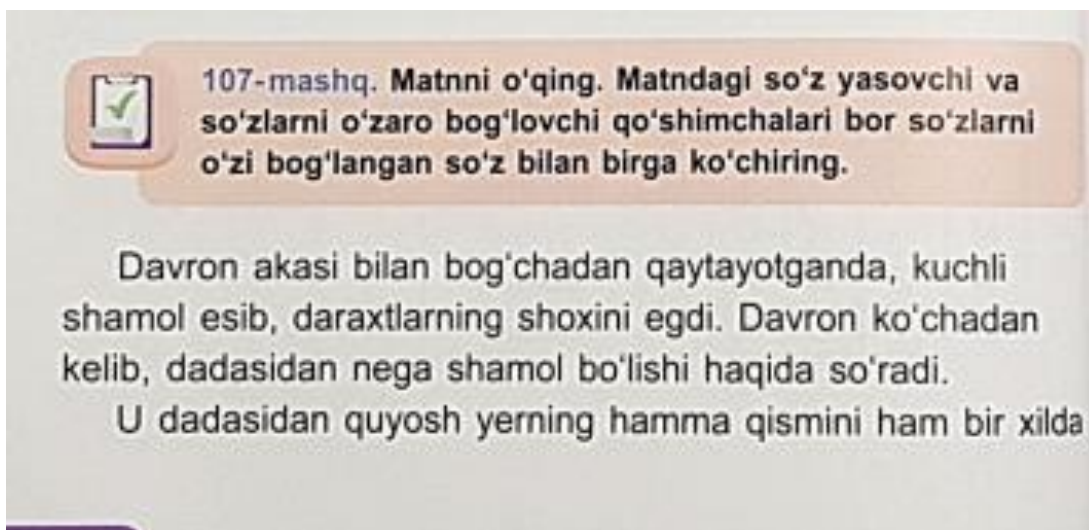 107-mashq. Matnni o'qing. Matndagi so'z yasovchi va
so'zlarni o'zaro bog'lovchi qo'shimchalari bor so'zlarni
o'zi bog'langan so'z bilan birga ko'chiring.
Davron akasi bilan bog'chadan qaytayotganda, kuchli
shamol esib, daraxtlarning shoxini egdi. Davron ko'chadan
kelib, dadasidan nega shamol bo'lishi haqida so'radi.
U dadasidan quyosh yerning hamma qismini ham bir xilda